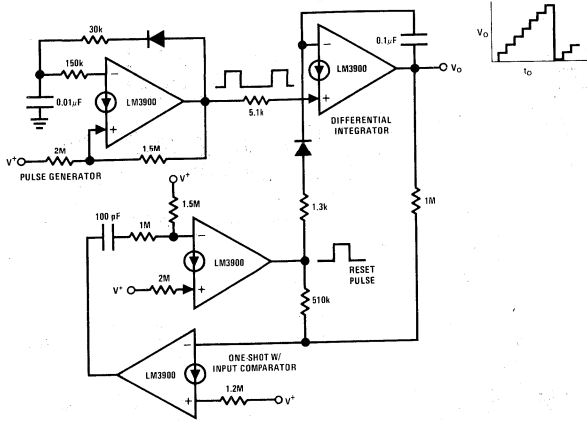 30k
150k
−
LM3900
+
0.01µF
V+
2M
1.5M
PULSE GENERATOR
5.1k
0.1µF
−
LM3900
+
DIFFERENTIAL
INTEGRATOR
VO
VO
tO
V+
1.5M
100 pF
1M
−
LM3900
+
2M
V+
1.3k
1M
RESET
PULSE
510k
−
LM3900
+
ONE-SHOT W/
INPUT COMPARATOR
1.2M
V+